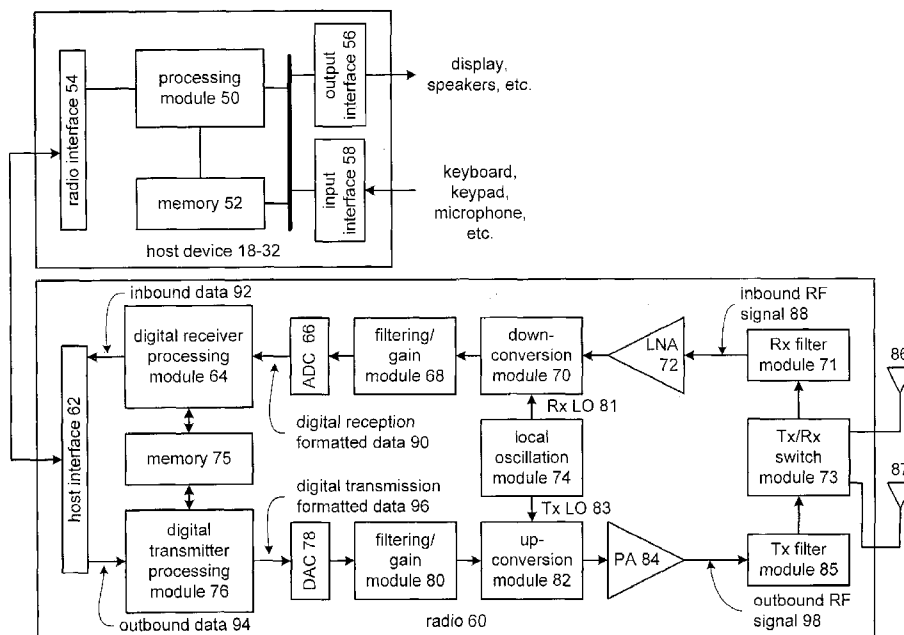 radio interface 54
processing
module 50
memory 52
output
interface 56
input
interface 58
display,
speakers, etc.
keyboard,
keypad,
microphone,
etc.
host device 18-32
inbound data 92
host interface 62
digital receiver
processing
module 64
ADC 66
filtering/
gain
module 68
down-
conversion
module 70
LNA
72
inbound RF
signal 88
Rx filter
module 71
86
digital reception
formatted data 90
Rx LO 81
memory 75
local
oscillation
module 74
Tx/Rx
switch
module 73
87
digital transmission
formatted data 96
Tx LO 83
digital
transmitter
processing
module 76
DAC 78
filtering/
gain
module 80
up-
conversion
module 82
PA 84
Tx filter
module 85
outbound data 94
radio 60
outbound RF
signal 98